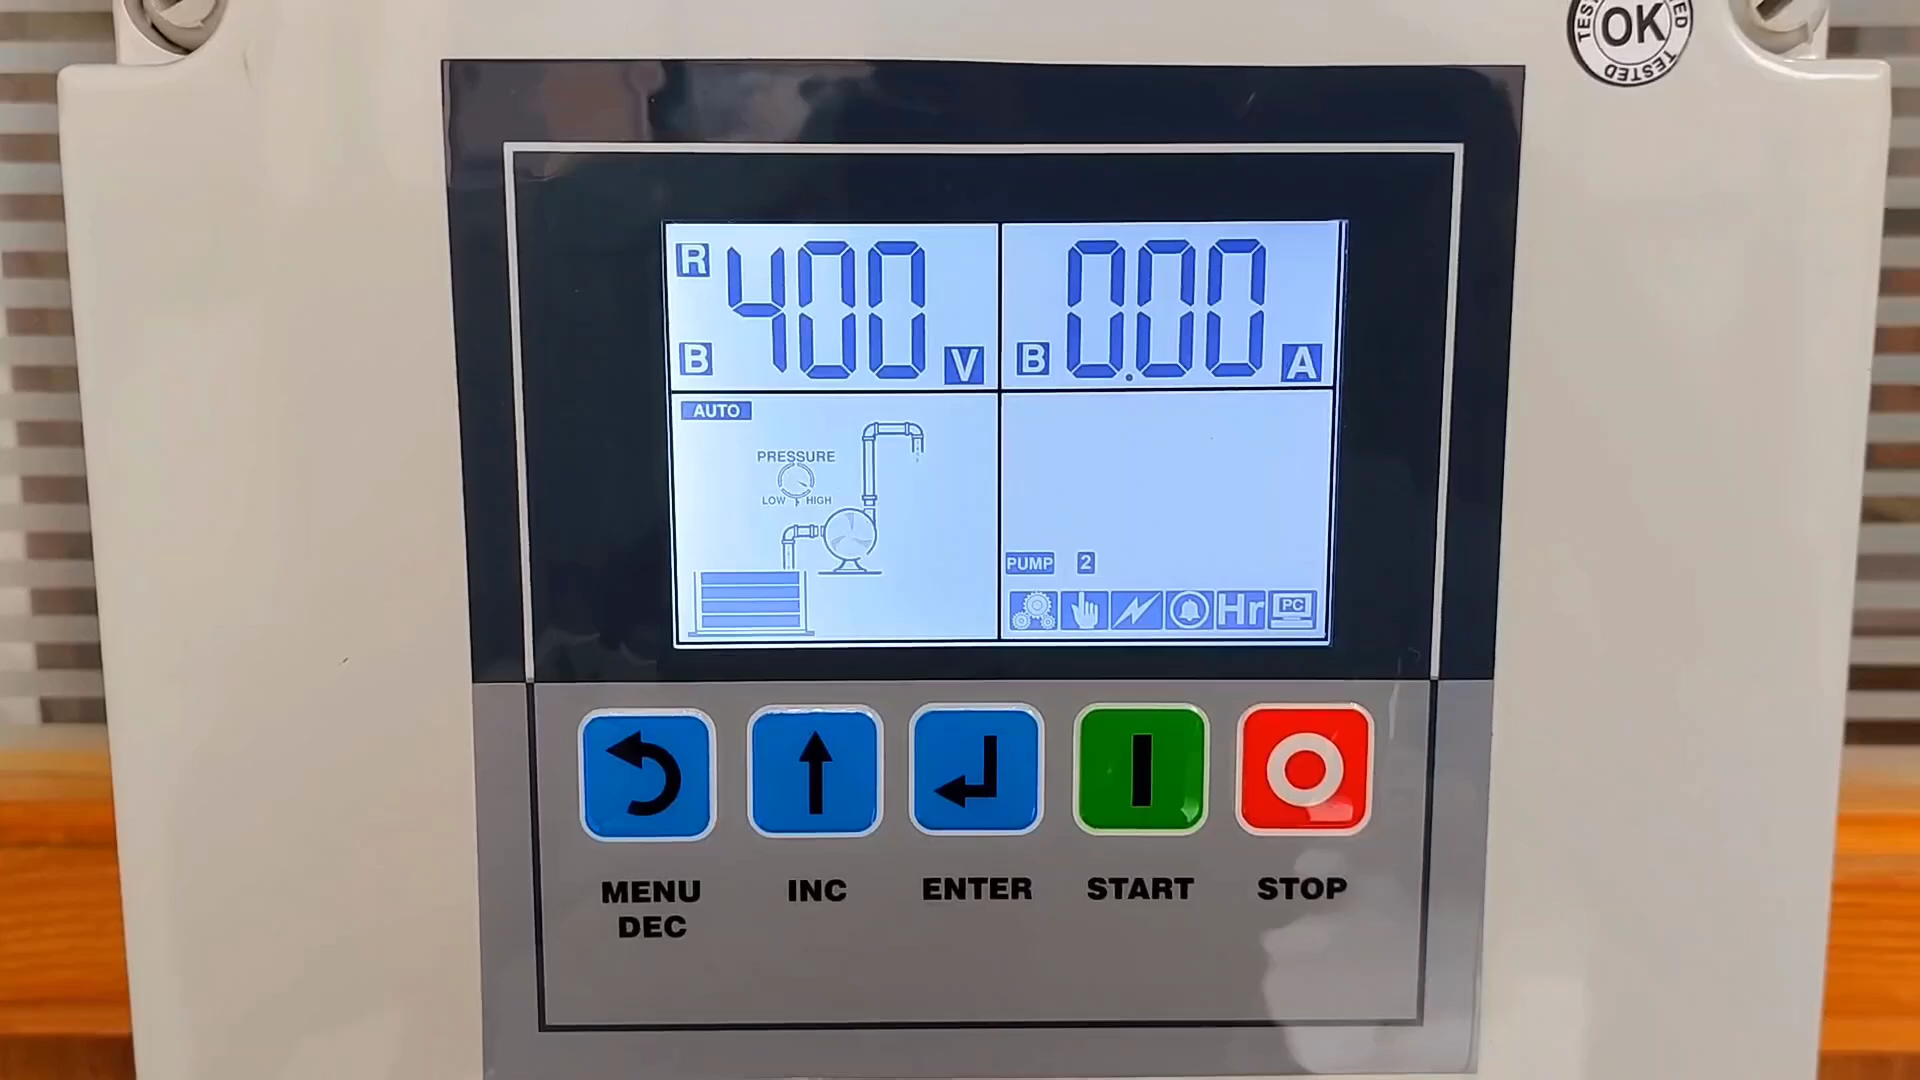 TESTED
OK
TESTED
R
400
B
V
B
0.00
A
AUTO
PRESSURE
LOW HIGH
PUMP 2
Hr
PC
MENU
DEC
INC
ENTER
START
STOP